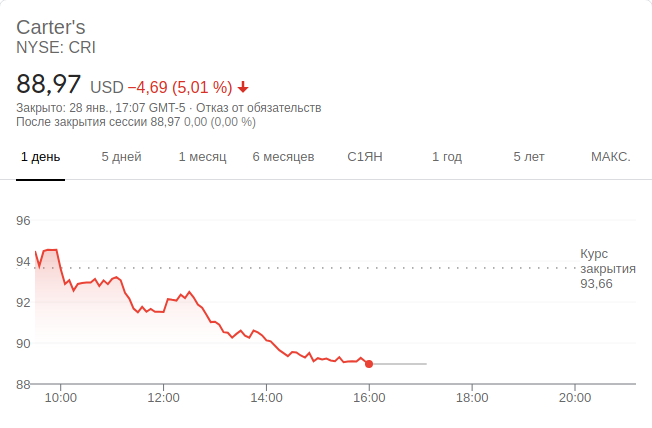 Carter's
NYSE: CRI
88,97 USD −4,69 (5,01 %)
Закрыто: 28 янв., 17:07 GMT-5 · Отказ от обязательств
После закрытия сессии 88,97 0,00 (0,00 %)
1 день 5 дней 1 месяц 6 месяцев С1ЯН 1 год 5 лет МАКС.
96
94
92
90
88
Курс
закрытия
93,66
10:00 12:00 14:00 16:00 18:00 20:00